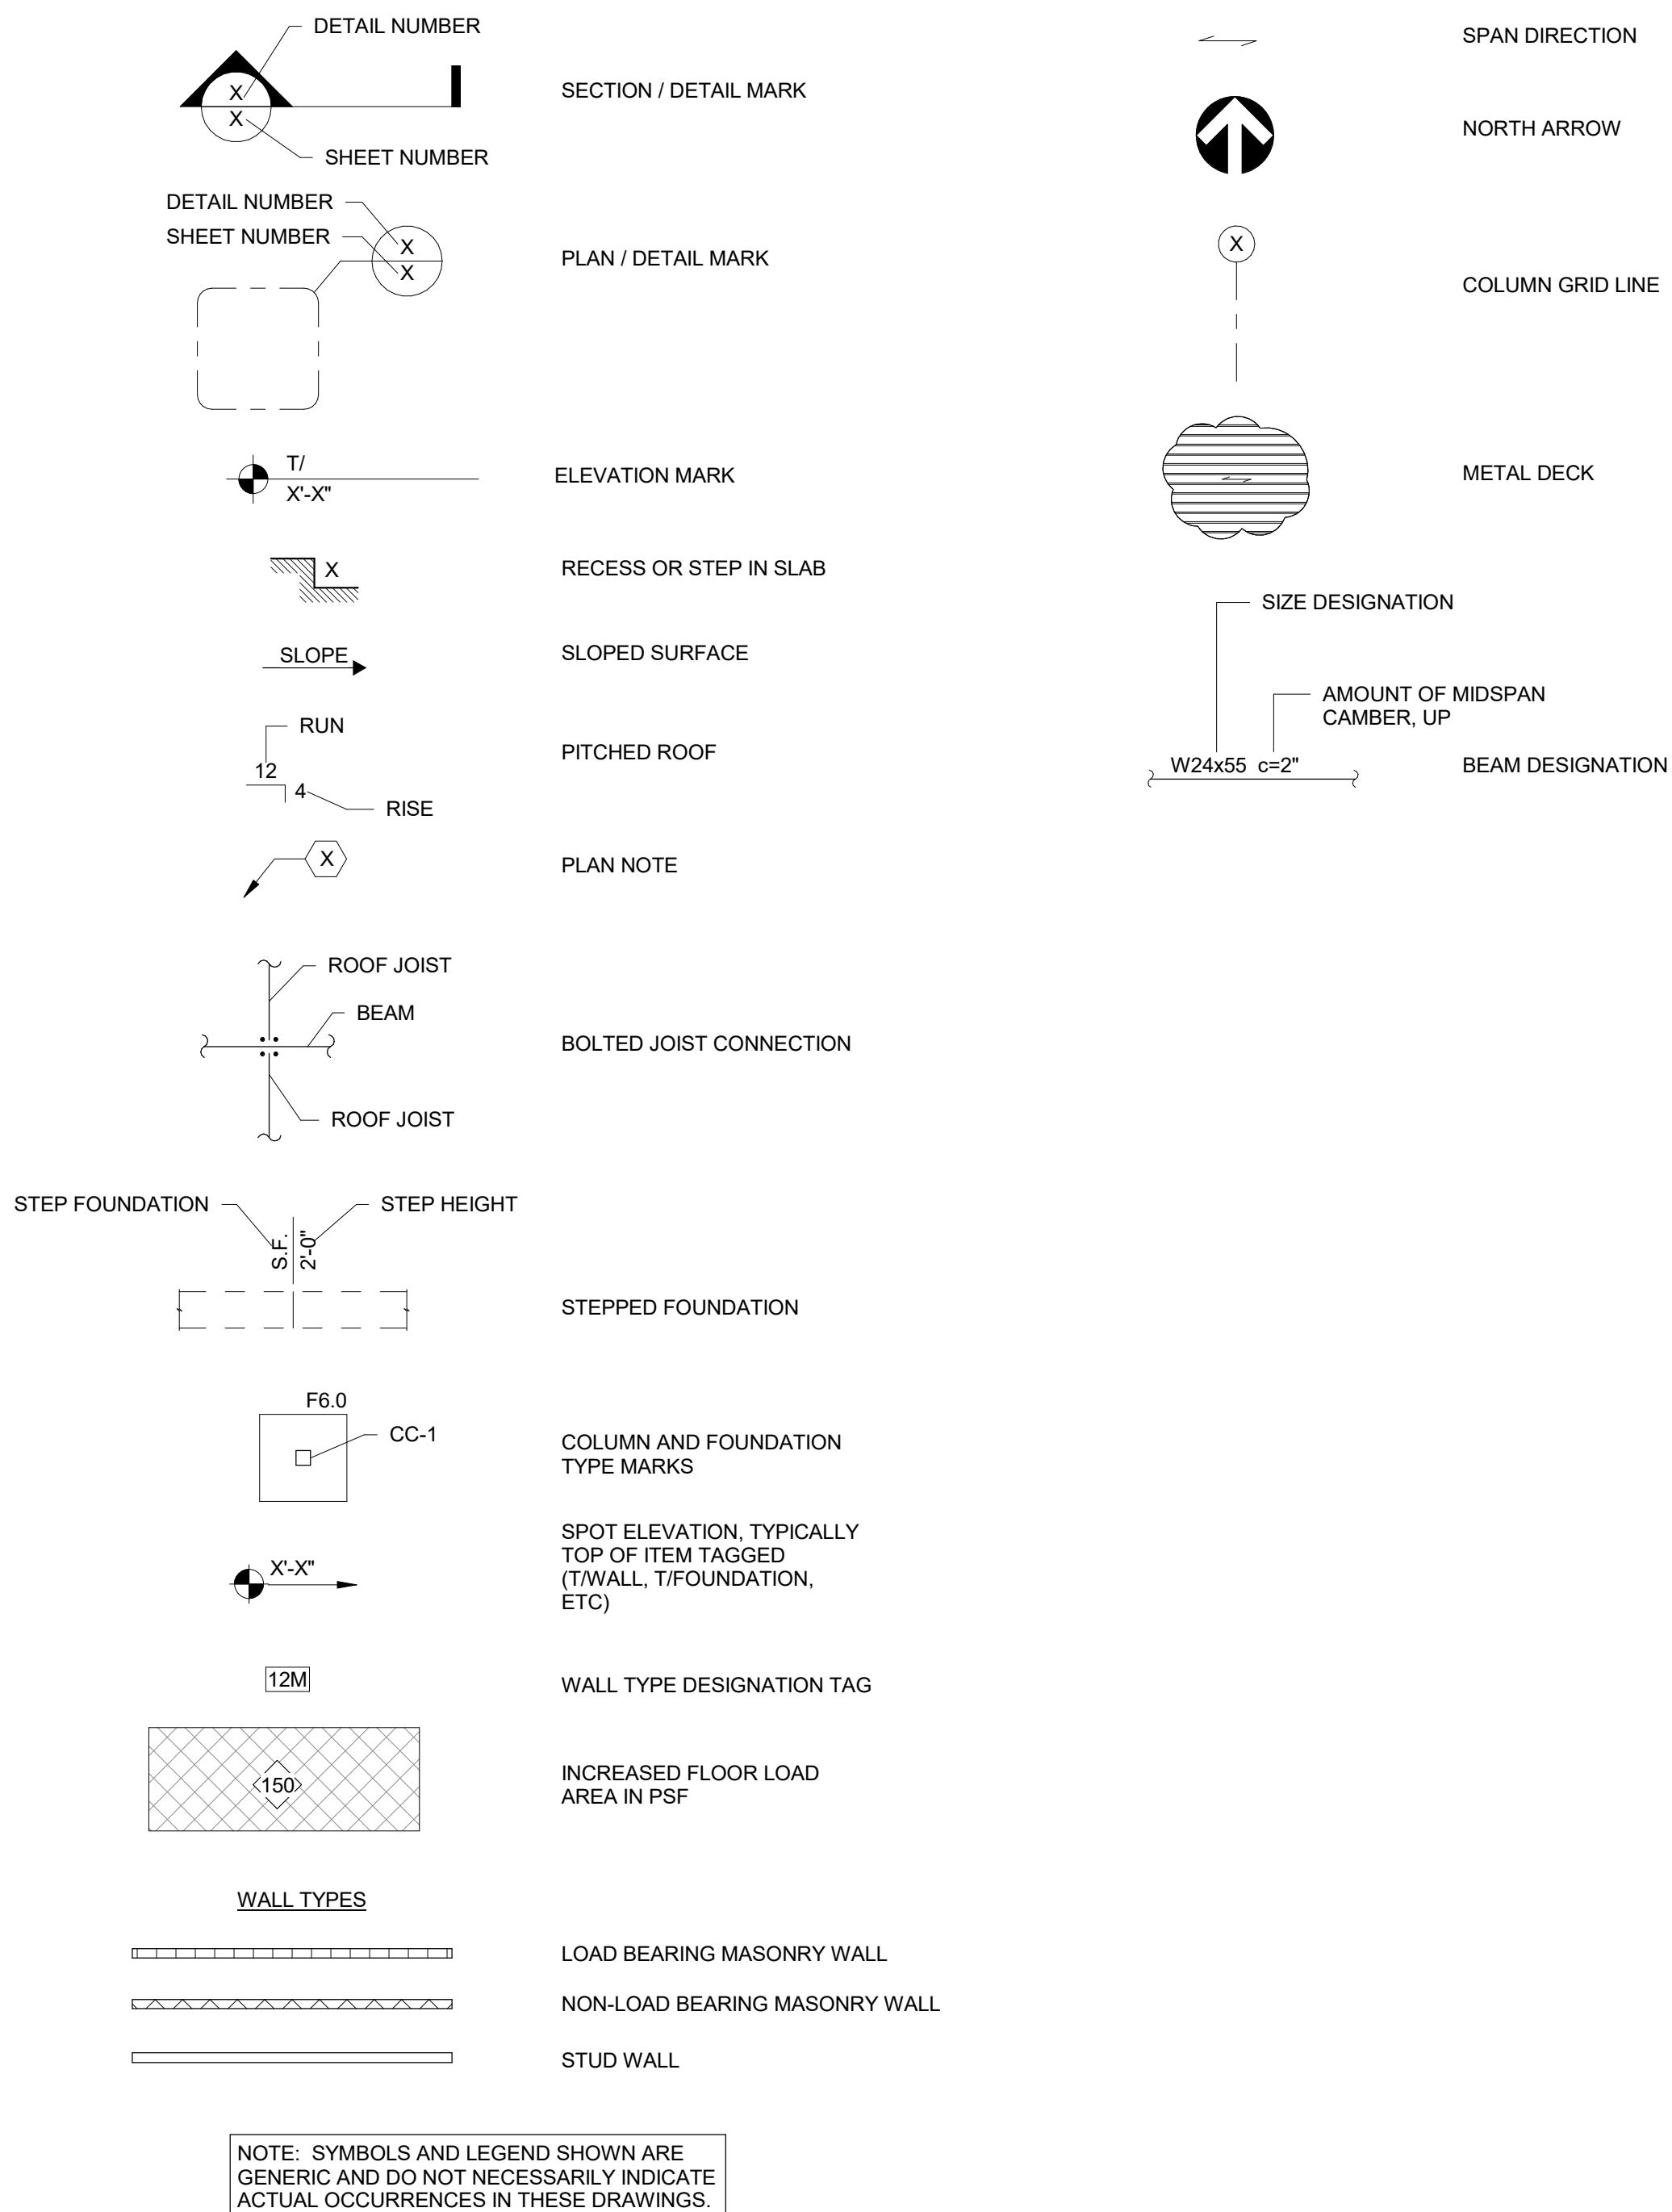 DETAIL NUMBER
X
X
SECTION / DETAIL MARK
SHEET NUMBER
DETAIL NUMBER
SHEET NUMBER
X
X
PLAN / DETAIL MARK
T/
X'-X"
ELEVATION MARK
X
RECESS OR STEP IN SLAB
SLOPE
SLOPED SURFACE
RUN
12
4
RISE
PITCHED ROOF
X
PLAN NOTE
ROOF JOIST
BEAM
ROOF JOIST
BOLTED JOIST CONNECTION
STEP FOUNDATION
STEP HEIGHT
S.F.
2'-0"
STEPPED FOUNDATION
F6.0
CC-1
COLUMN AND FOUNDATION
TYPE MARKS
X'-X"
SPOT ELEVATION, TYPICALLY
TOP OF ITEM TAGGED
(T/WALL, T/FOUNDATION,
ETC)
12M
WALL TYPE DESIGNATION TAG
150
INCREASED FLOOR LOAD
AREA IN PSF
WALL TYPES
LOAD BEARING MASONRY WALL
NON-LOAD BEARING MASONRY WALL
STUD WALL
NOTE: SYMBOLS AND LEGEND SHOWN ARE
GENERIC AND DO NOT NECESSARILY INDICATE
ACTUAL OCCURRENCES IN THESE DRAWINGS.
SPAN DIRECTION
NORTH ARROW
X
COLUMN GRID LINE
METAL DECK
SIZE DESIGNATION
AMOUNT OF MIDSPAN
CAMBER, UP
W24x55 c=2"
BEAM DESIGNATION